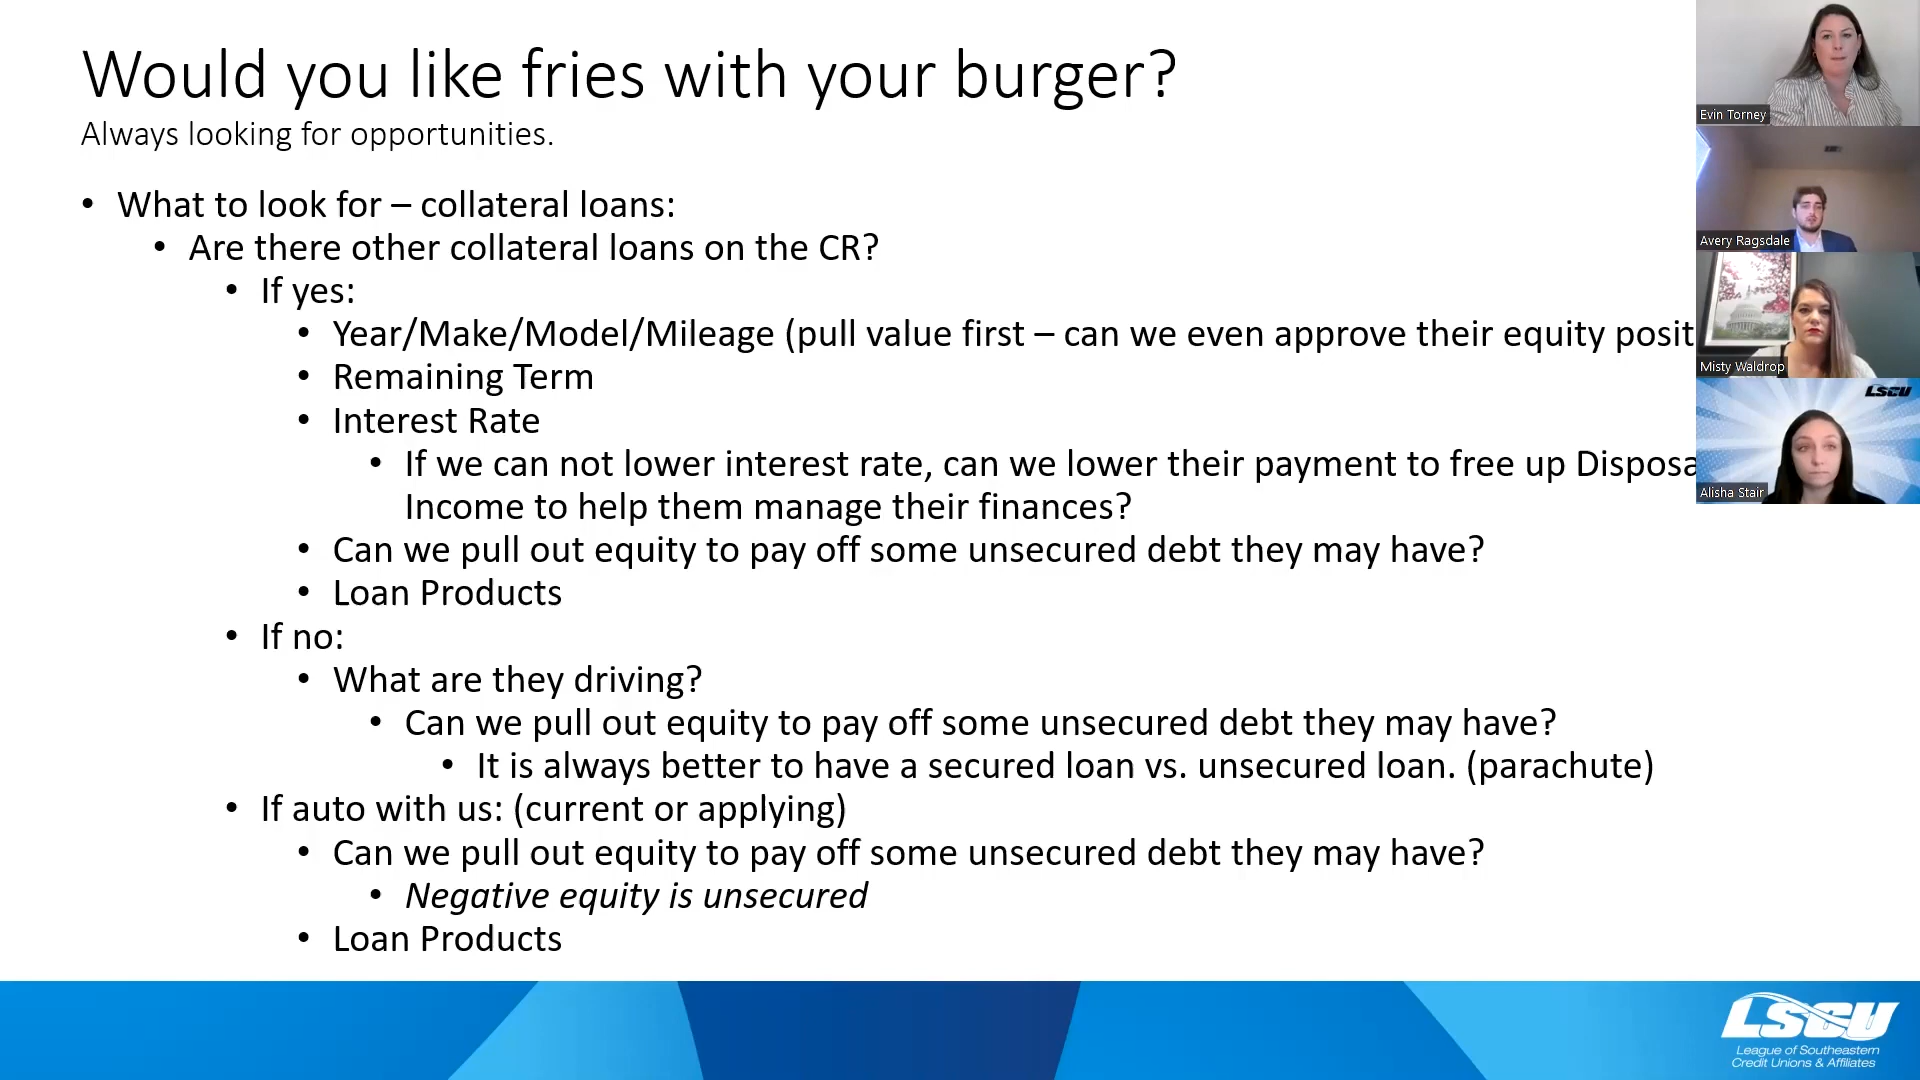 Would you like fries with your burger?
Always looking for opportunities.
• What to look for – collateral loans:
• Are there other collateral loans on the CR?
• If yes:
• Year/Make/Model/Mileage (pull value first – can we even approve their equity posit
• Remaining Term
• Interest Rate
• If we can not lower interest rate, can we lower their payment to free up Disposa
Income to help them manage their finances?
• Can we pull out equity to pay off some unsecured debt they may have?
• Loan Products
• If no:
• What are they driving?
• Can we pull out equity to pay off some unsecured debt they may have?
• It is always better to have a secured loan vs. unsecured loan. (parachute)
• If auto with us: (current or applying)
• Can we pull out equity to pay off some unsecured debt they may have?
• Negative equity is unsecured
• Loan Products
Evin Torney
Avery Ragsdale
Misty Waldrop
LSCU
Alisha Stair
LSCU
League of Southeastern
Credit Unions & Affiliates